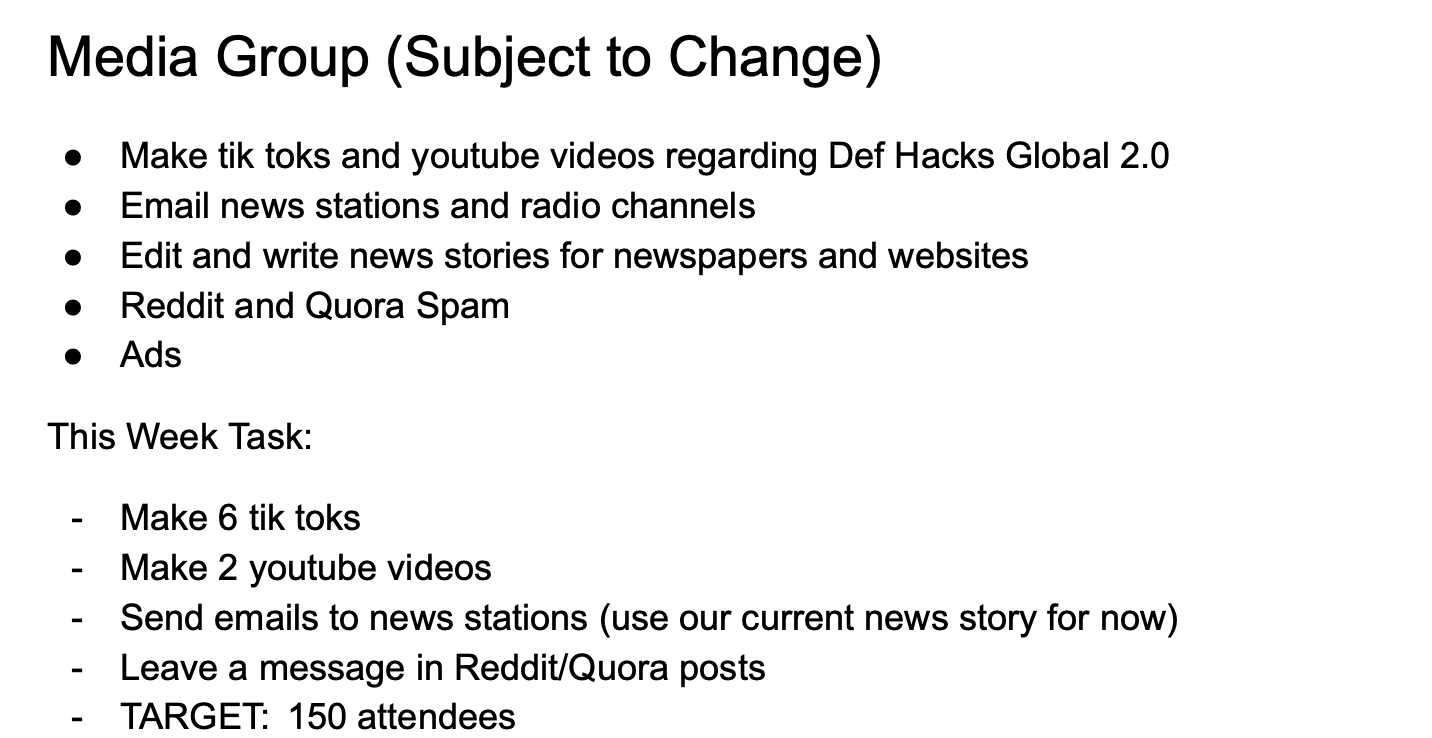 Media Group (Subject to Change)
● Make tik toks and youtube videos regarding Def Hacks Global 2.0
● Email news stations and radio channels
● Edit and write news stories for newspapers and websites
● Reddit and Quora Spam
● Ads
This Week Task:
- Make 6 tik toks
- Make 2 youtube videos
- Send emails to news stations (use our current news story for now)
- Leave a message in Reddit/Quora posts
- TARGET: 150 attendees